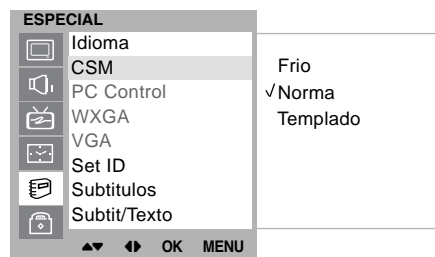 ESPECIAL
Idioma
CSM
PC Control
WXGA
VGA
Set ID
Subtitulos
Subtit/Texto
Frio
√Norma
Templado
OK MENU